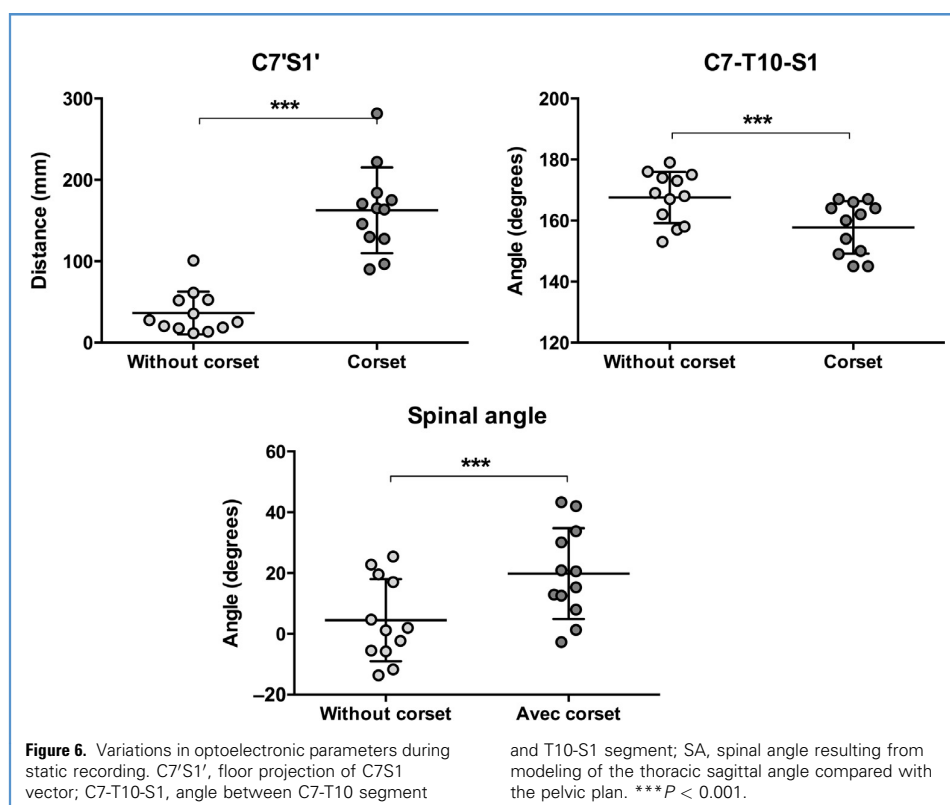 C7'S1'
Distance (mm)
300
200
100
0
***
Without corset
Corset
C7-T10-S1
Angle (degrees)
200
180
160
140
120
***
Without corset
Corset
Spinal angle
Angle (degrees)
60
40
20
0
–20
***
Without corset
Avec corset
Figure 6. Variations in optoelectronic parameters during
static recording. C7′S1′, floor projection of C7S1
vector; C7-T10-S1, angle between C7-T10 segment
and T10-S1 segment; SA, spinal angle resulting from
modeling of the thoracic sagittal angle compared with
the pelvic plan. ***P < 0.001.